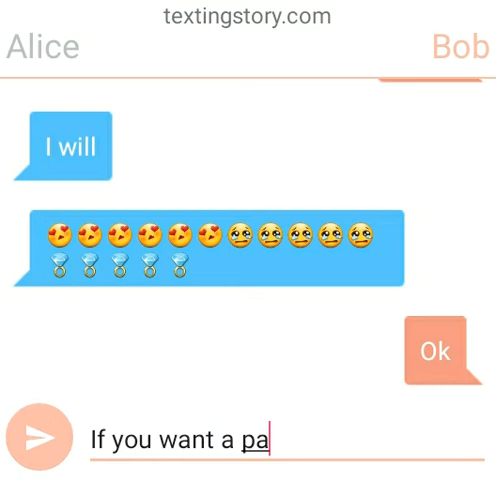 textingstory.com
Alice
Bob
I will
😍😍😍😍😍😍😢😢😢😢😢
💍💍💍💍💍
Ok
If you want a pa